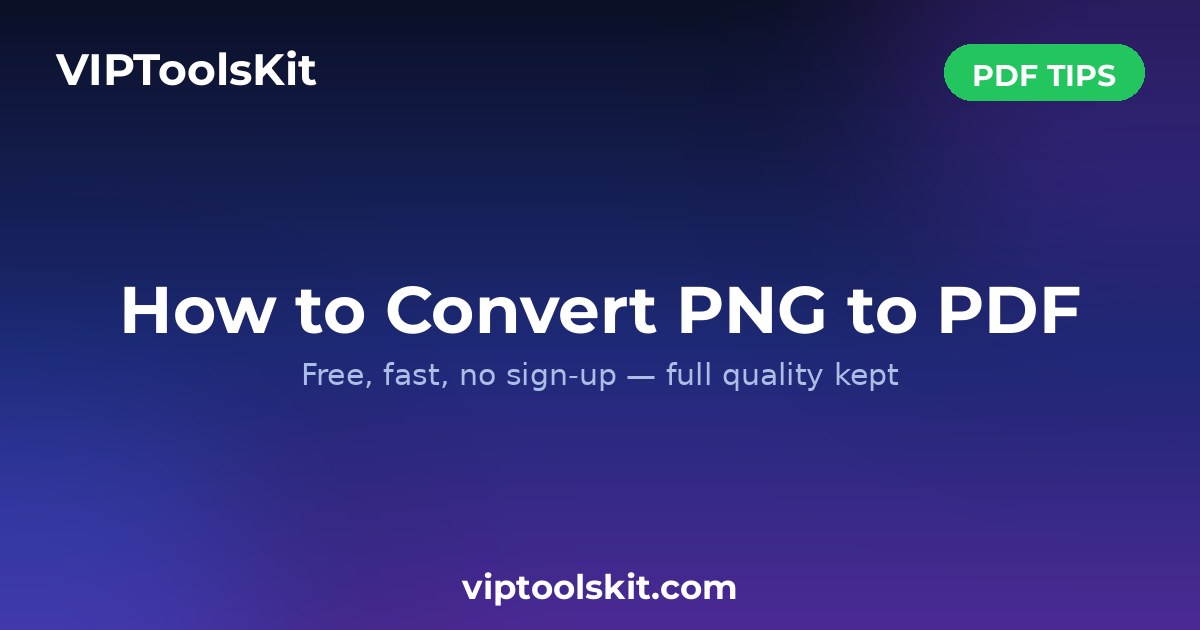 VIPToolsKit
PDF TIPS
How to Convert PNG to PDF
Free, fast, no sign-up — full quality kept
viptoolskit.com